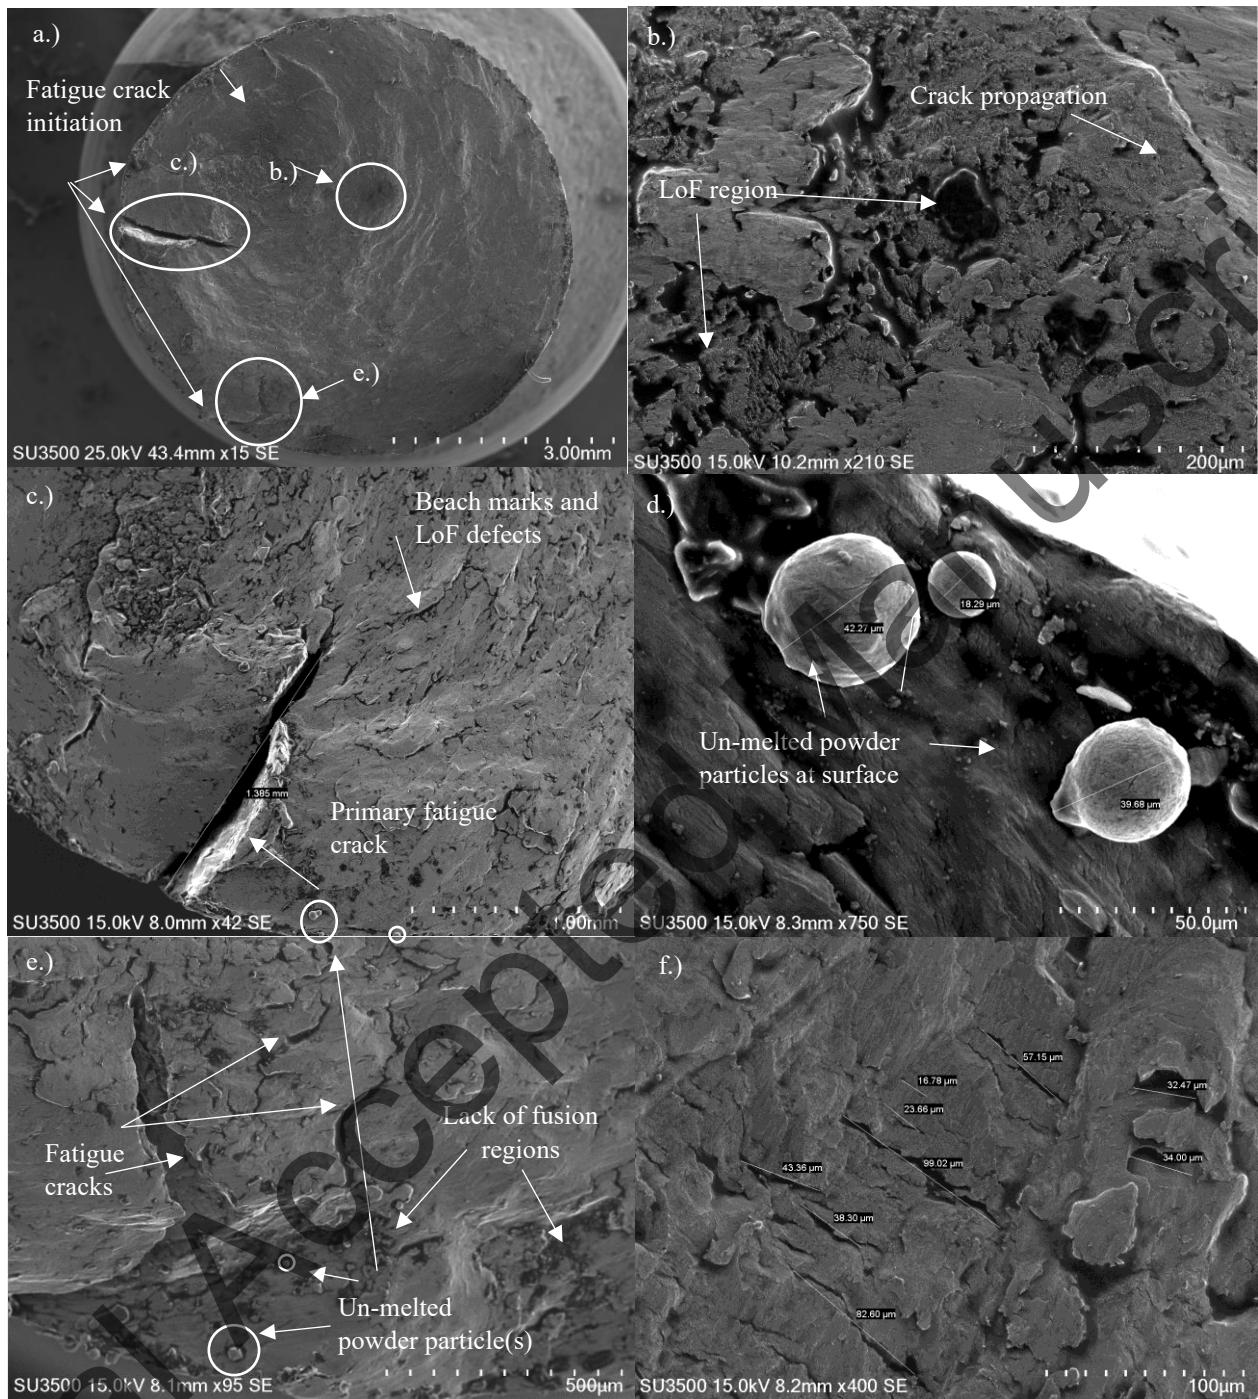 a.)
Fatigue crack
initiation
c.)
b.)
e.)
SU3500 25.0kV 43.4mm x15 SE 3.00mm
b.)
Crack propagation
LoF region
SU3500 15.0kV 10.2mm x210 SE 200µm
c.)
Beach marks and
LoF defects
1.385 mm
Primary fatigue
crack
SU3500 15.0kV 8.0mm x42 SE 1.00mm
d.)
18.29 µm
42.27 µm
Un-melted powder
particles at surface
39.68 µm
SU3500 15.0kV 8.3mm x750 SE 50.0µm
e.)
Lack of fusion
regions
Fatigue
cracks
Un-melted
powder particle(s)
SU3500 15.0kV 8.1mm x95 SE 500µm
f.)
57.15 µm
16.78 µm
32.47 µm
23.66 µm
34.00 µm
99.02 µm
43.36 µm
38.30 µm
82.60 µm
SU3500 15.0kV 8.2mm x400 SE 100µm
Accepted Manuscri